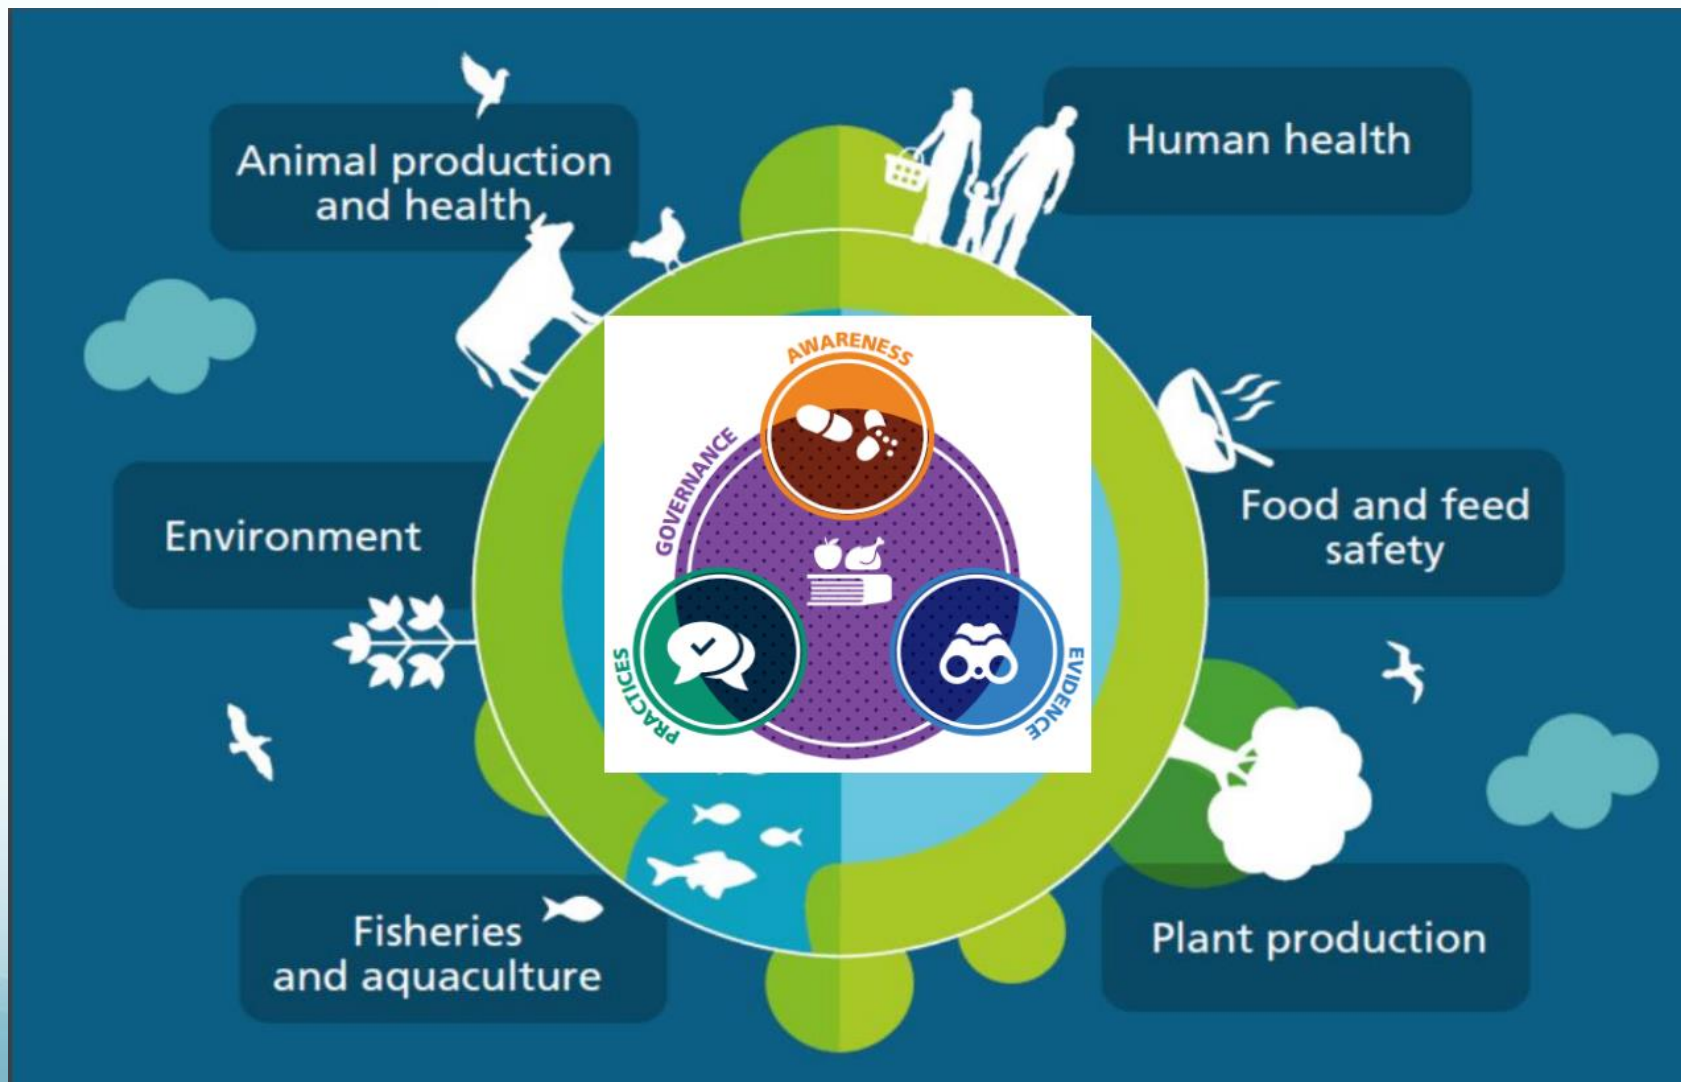 Animal production
and health
Human health
AWARENESS
GOVERNANCE
Environment
Food and feed
safety
PRACTICES
EVIDENCE
Fisheries
and aquaculture
Plant production